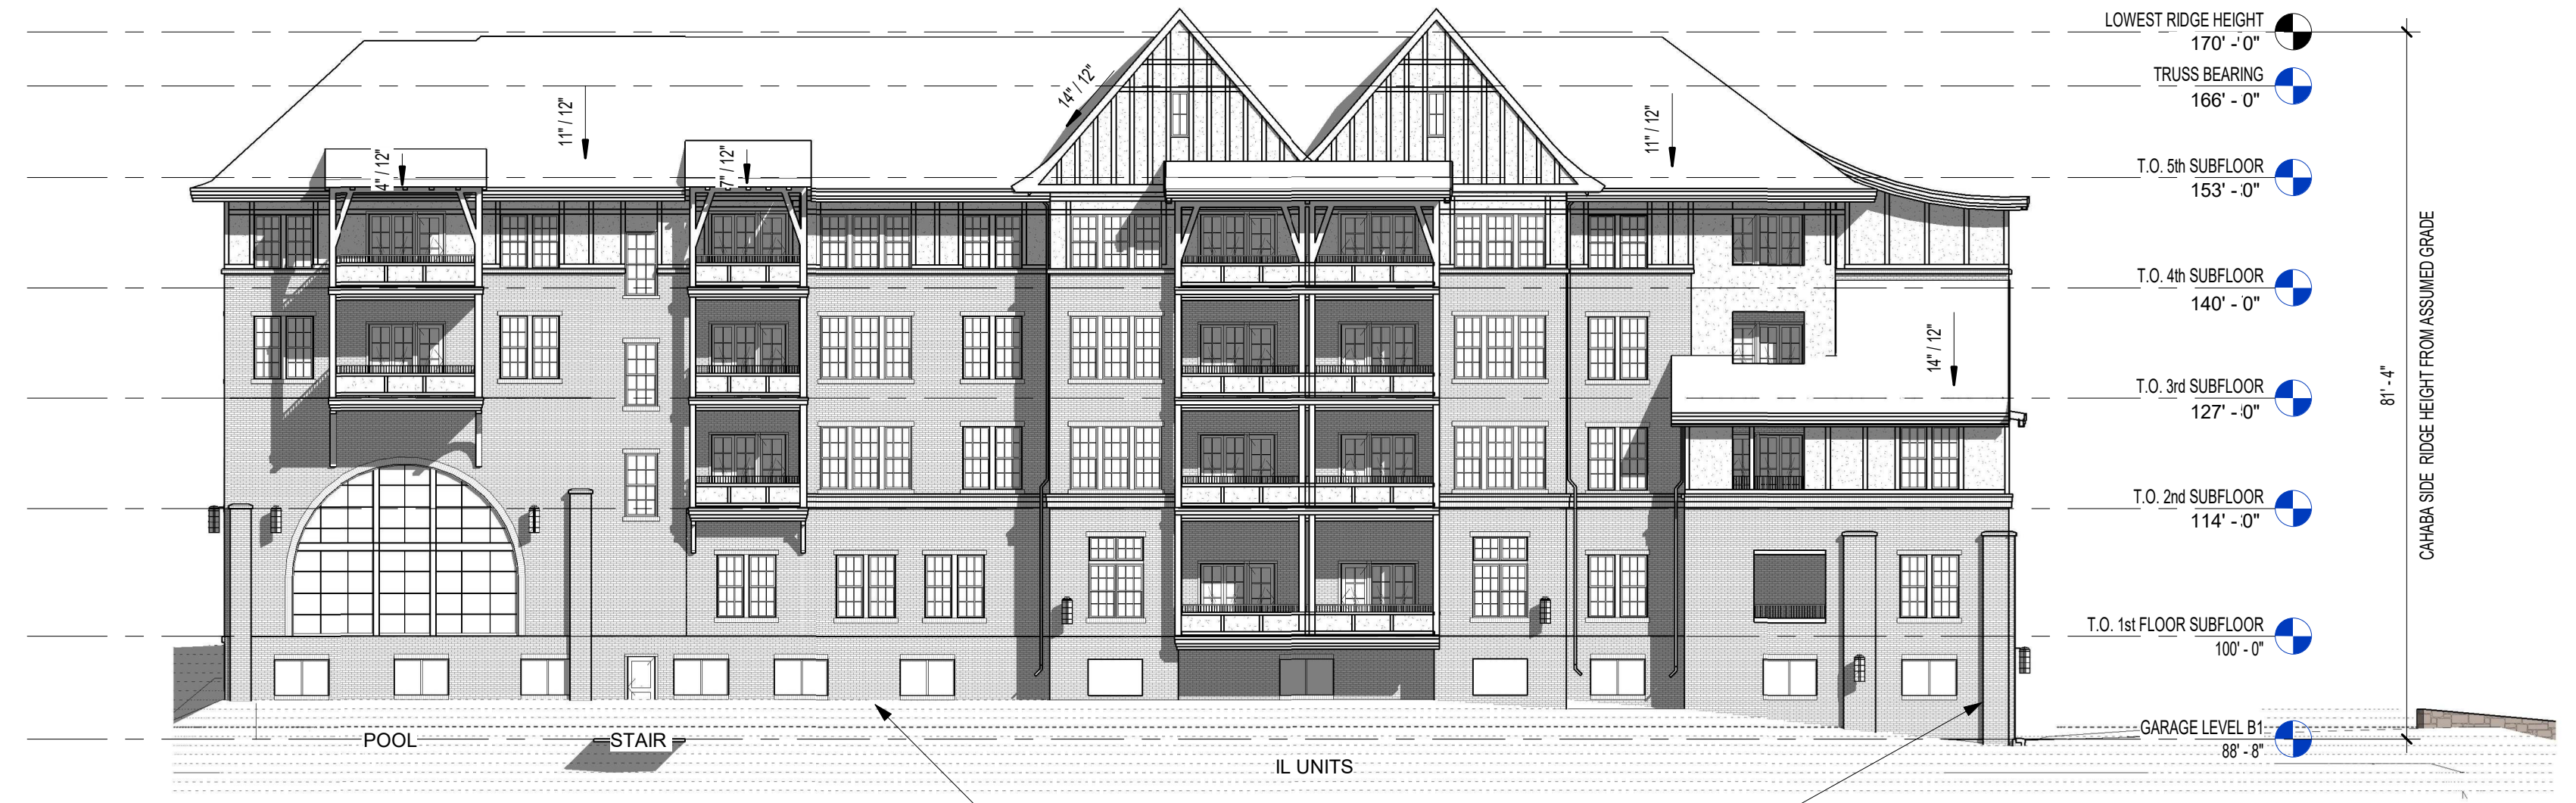 LOWEST RIDGE HEIGHT
170' - 0"
TRUSS BEARING
166' - 0"
14" / 12"
11" / 12"
11" / 12"
4" / 12"
7" / 12"
T.O. 5th SUBFLOOR
153' - 0"
T.O. 4th SUBFLOOR
140' - 0"
14" / 12"
T.O. 3rd SUBFLOOR
127' - 0"
81' - 4"
CAHABA SIDE RIDGE HEIGHT FROM ASSUMED GRADE
T.O. 2nd SUBFLOOR
114' - 0"
T.O. 1st FLOOR SUBFLOOR
100' - 0"
GARAGE LEVEL B1
88' - 8"
POOL
STAIR
IL UNITS